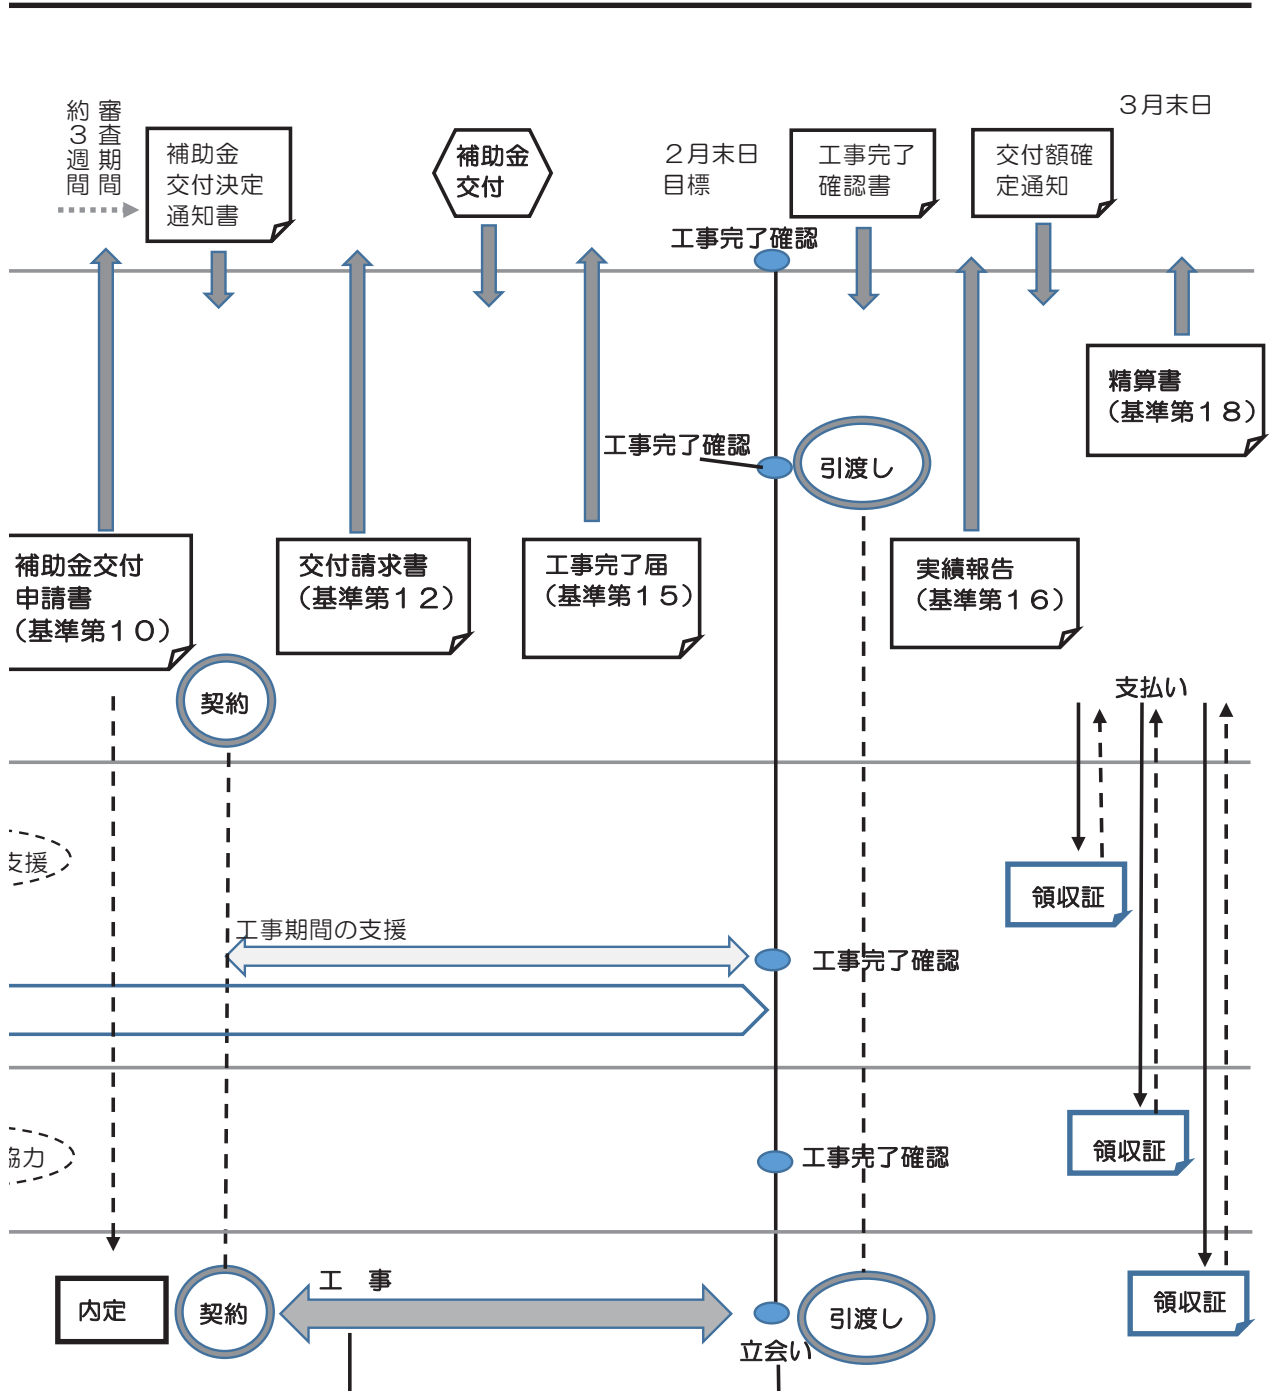 審査期間
約３週間
補助金
交付決定
通知書
補助金
交付
２月末日
目標
工事完了
確認書
交付額確
定通知
３月末日
工事完了確認
精算書
（基準第１８）
工事完了確認
引渡し
補助金交付
申請書
（基準第１０）
交付請求書
（基準第１２）
工事完了届
（基準第１５）
実績報告
（基準第１６）
契約
支払い
支援
領収証
工事期間の支援
工事完了確認
領収証
協力
工事完了確認
内定
契約
工　事
引渡し
領収証
立会い